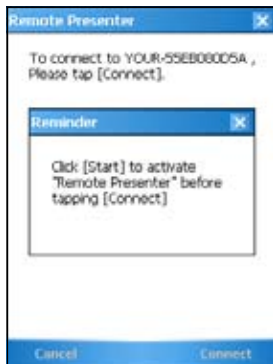 Remote Presenter
To connect to YOUR-55EB080D5A ,
Please tap [Connect].
Reminder
Click [Start] to activate
"Remote Presenter" before
tapping [Connect]
Cancel
Connect